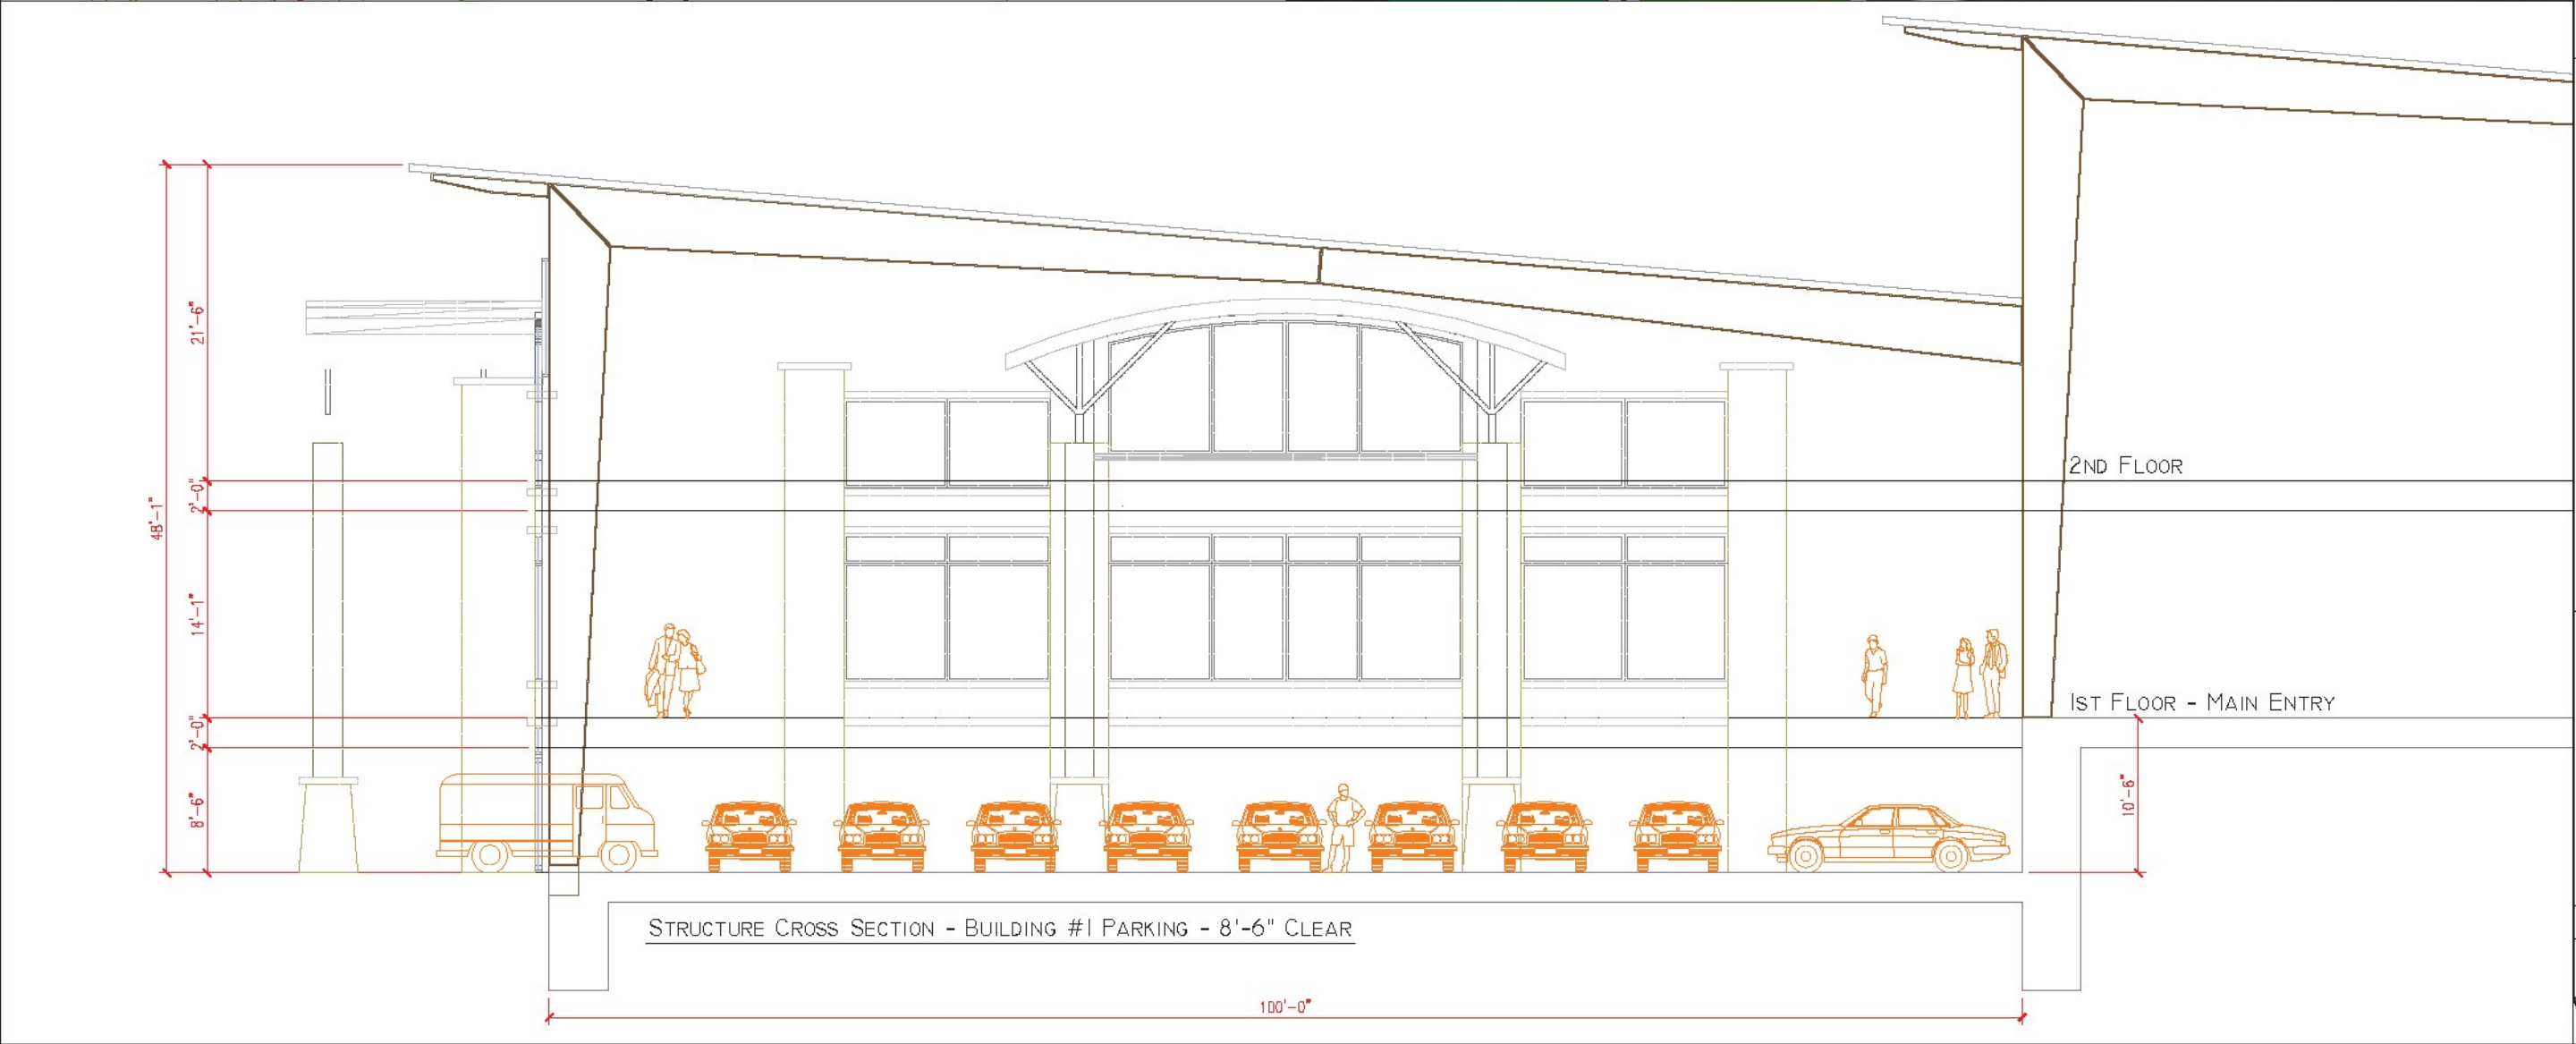 21'-6"
2'-0"
48'-1"
14'-1"
2'-0"
8'-6"
2ND FLOOR
1ST FLOOR - MAIN ENTRY
10'-6"
STRUCTURE CROSS SECTION - BUILDING #1 PARKING - 8'-6" CLEAR
100'-0"